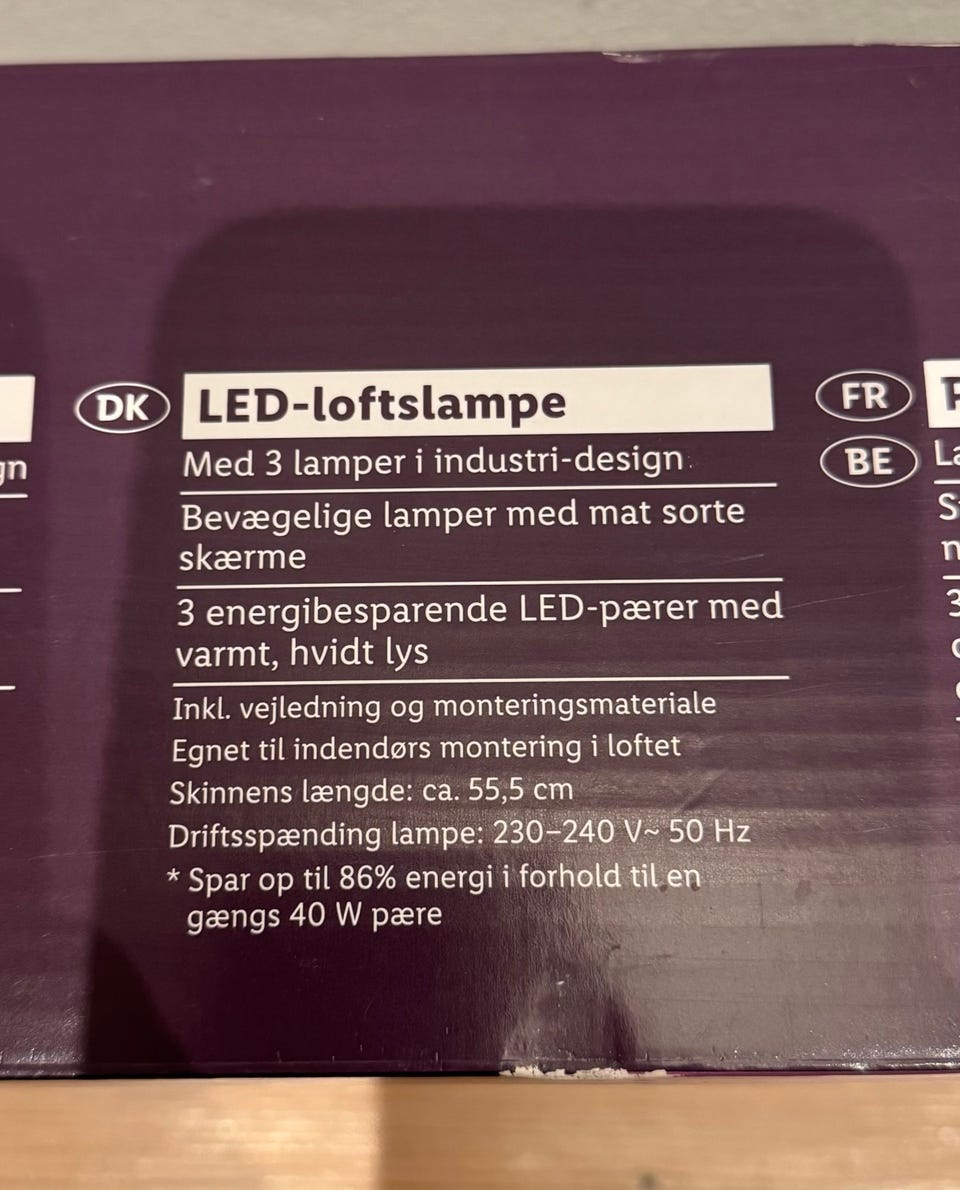 DK
LED-loftslampe
Med 3 lamper i industri-design
Bevægelige lamper med mat sorte
skærme
3 energibesparende LED-pærer med
varmt, hvidt lys
Inkl. vejledning og monteringsmateriale
Egnet til indendørs montering i loftet
Skinnens længde: ca. 55,5 cm
Driftsspænding lampe: 230–240 V~ 50 Hz
* Spar op til 86% energi i forhold til en
gængs 40 W pære
FR
BE